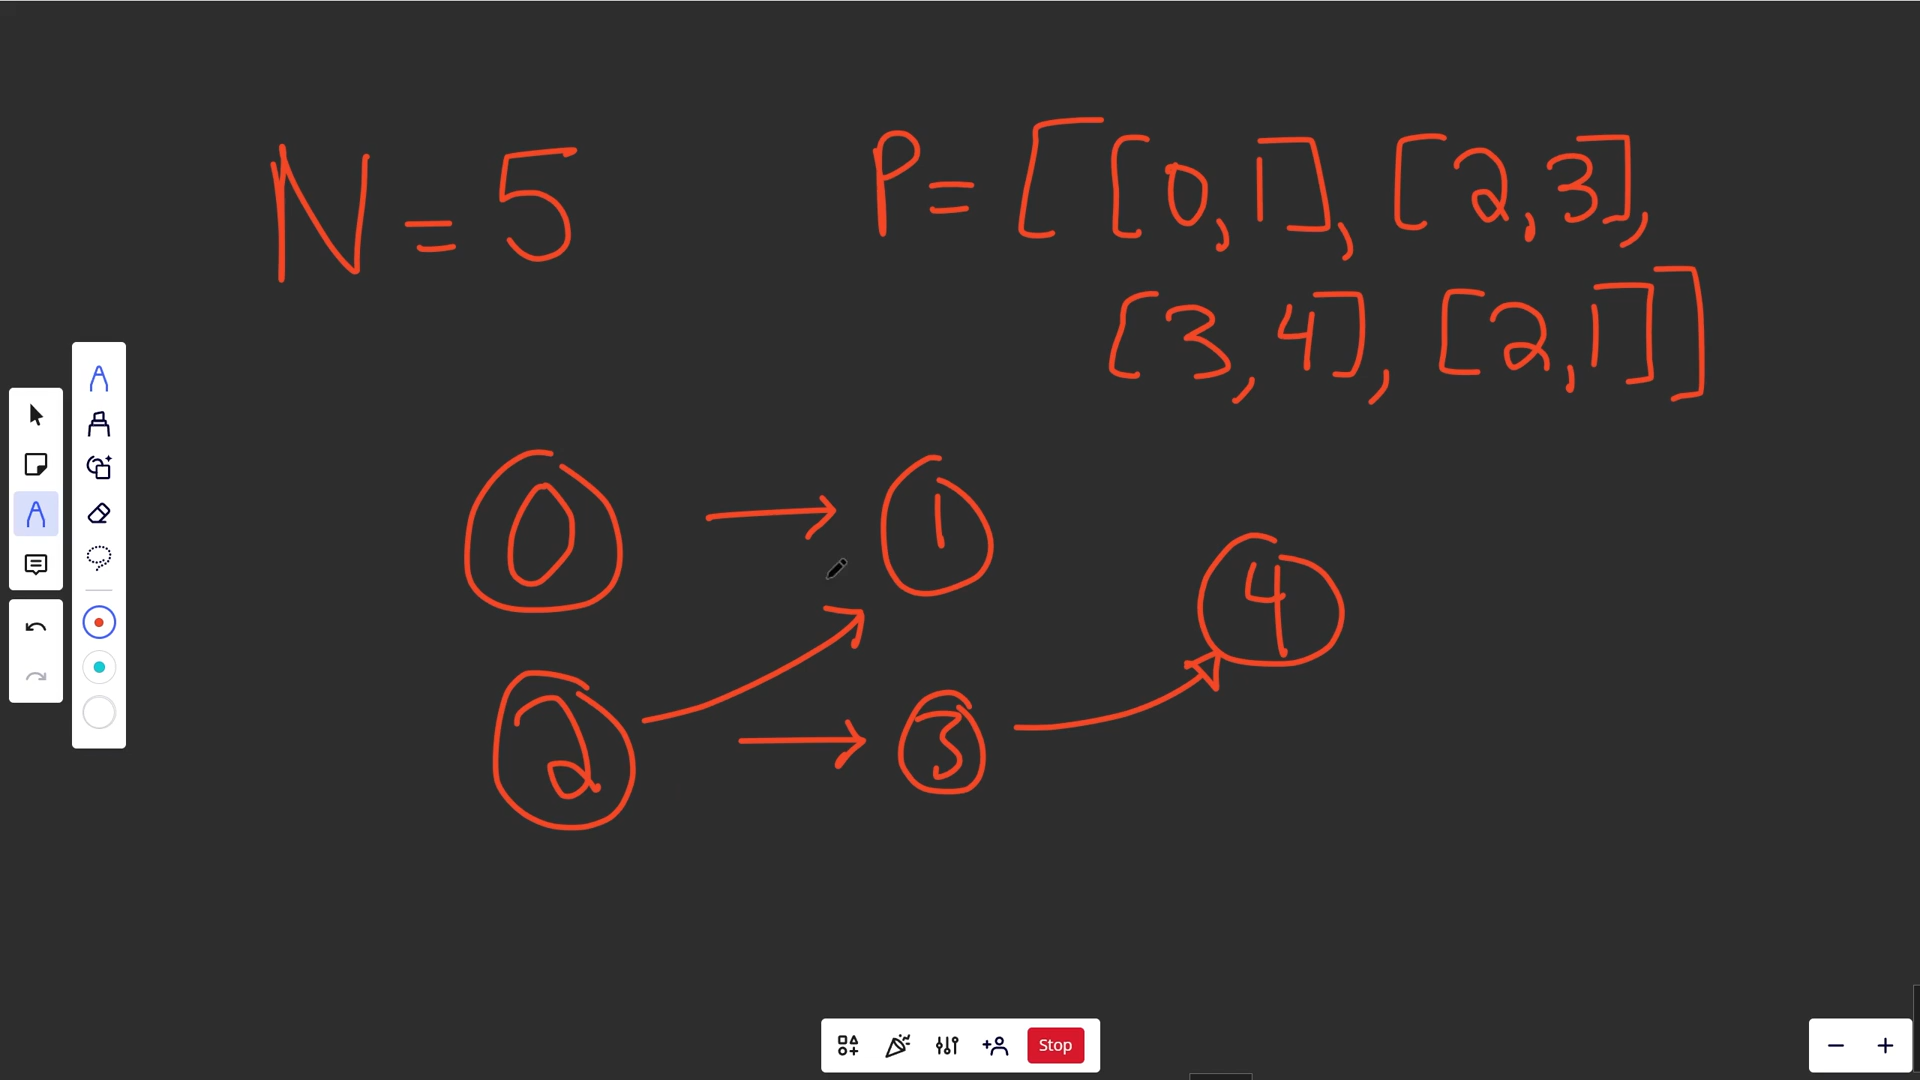 N = 5
P = [[0,1], [2,3],
[3,4], [2,1]]
0
1
4
2
3
Stop